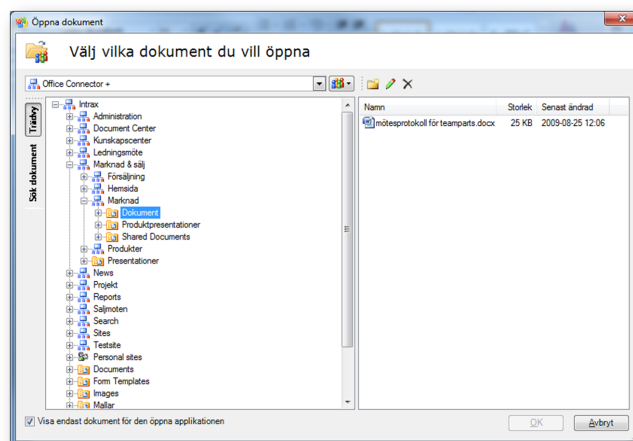 Öppna dokument
Välj vilka dokument du vill öppna
Office Connector +
Trädvy
Sök dokument
Intrax
Administration
Document Center
Kunskapscenter
Ledningsmöte
Marknad & sälj
Försäljning
Hemsida
Marknad
Dokument
Produktpresentationer
Shared Documents
Produkter
Presentationer
News
Projekt
Reports
Saljmoten
Search
Sites
Testsite
Personal sites
Documents
Form Templates
Images
Mallar
Namn Storlek Senast ändrad
mötesprotokoll för teamparts.docx 25 KB 2009-08-25 12:06
Visa endast dokument för den öppna applikationen
OK Avbryt